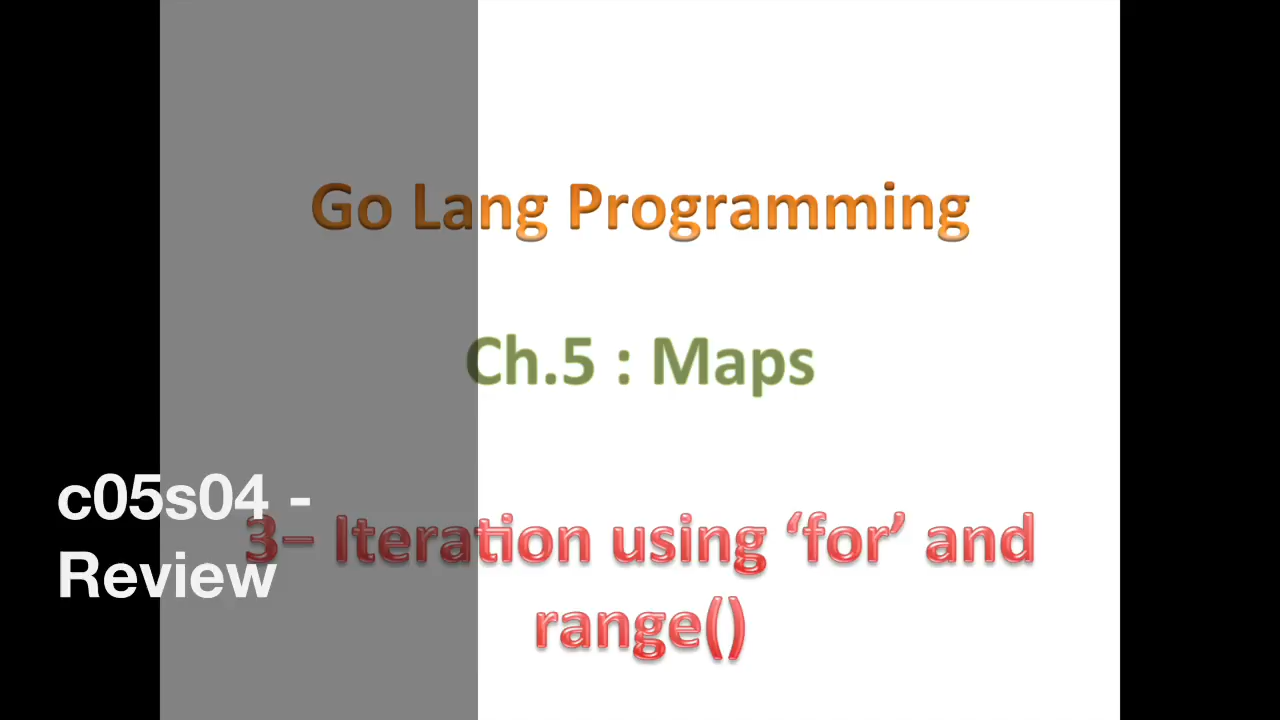 Go Lang Programming
Ch.5 : Maps
c05s04 -
Review
3– Iteration using ‘for’ and
range()